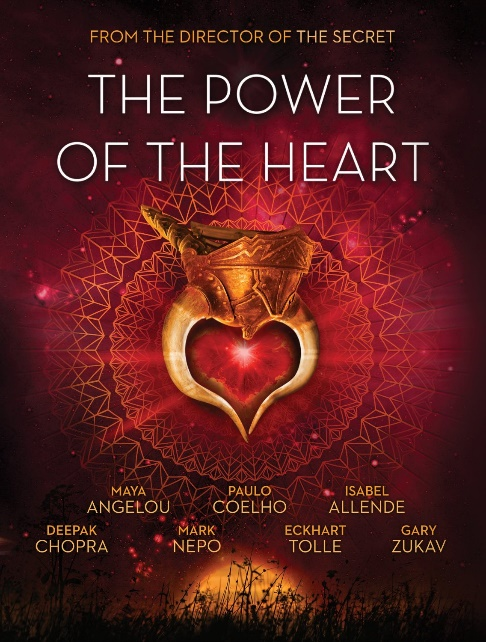 FROM THE DIRECTOR OF THE SECRET
THE POWER
OF THE HEART
MAYA ANGELOU
PAULO COELHO
ISABEL ALLENDE
DEEPAK CHOPRA
MARK NEPO
ECKHART TOLLE
GARY ZUKAV